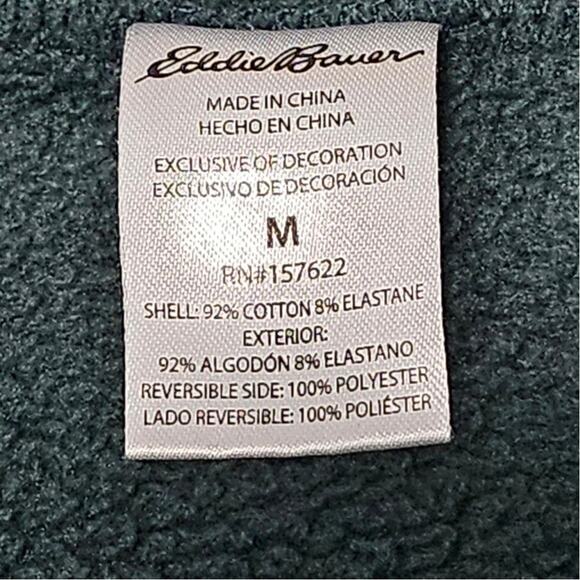 Eddie Bauer
MADE IN CHINA
HECHO EN CHINA
EXCLUSIVE OF DECORATION
EXCLUSIVO DE DECORACIÓN
M
RN#157622
SHELL: 92% COTTON 8% ELASTANE
EXTERIOR:
92% ALGODÓN 8% ELASTANO
REVERSIBLE SIDE: 100% POLYESTER
LADO REVERSIBLE: 100% POLIÉSTER